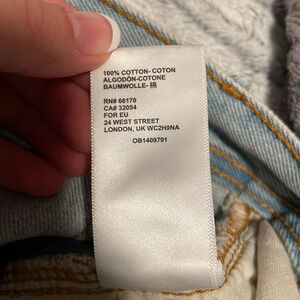 100% COTTON- COTON
ALGODÓN-COTONE
BAUMWOLLE- 棉
RN# 66170
CA# 32054
FOR EU
24 WEST STREET
LONDON, UK WC2H9NA
OB1409791